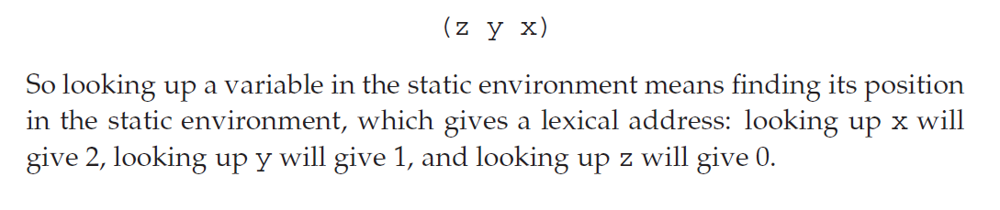 (z y x)
So looking up a variable in the static environment means finding its position
in the static environment, which gives a lexical address: looking up x will
give 2, looking up y will give 1, and looking up z will give 0.